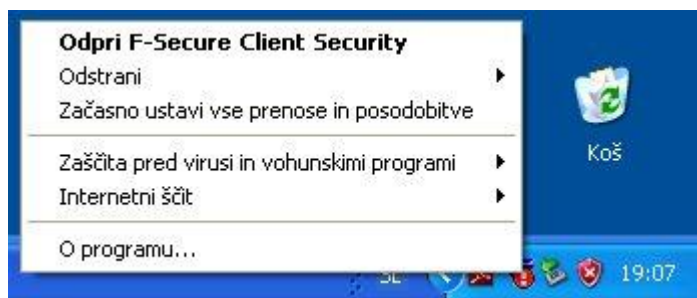 Odpri F-Secure Client Security
Odstrani
Začasno ustavi vse prenose in posodobitve
Zaščita pred virusi in vohunskimi programi
Internetni ščit
O programu...
Koš
19:07